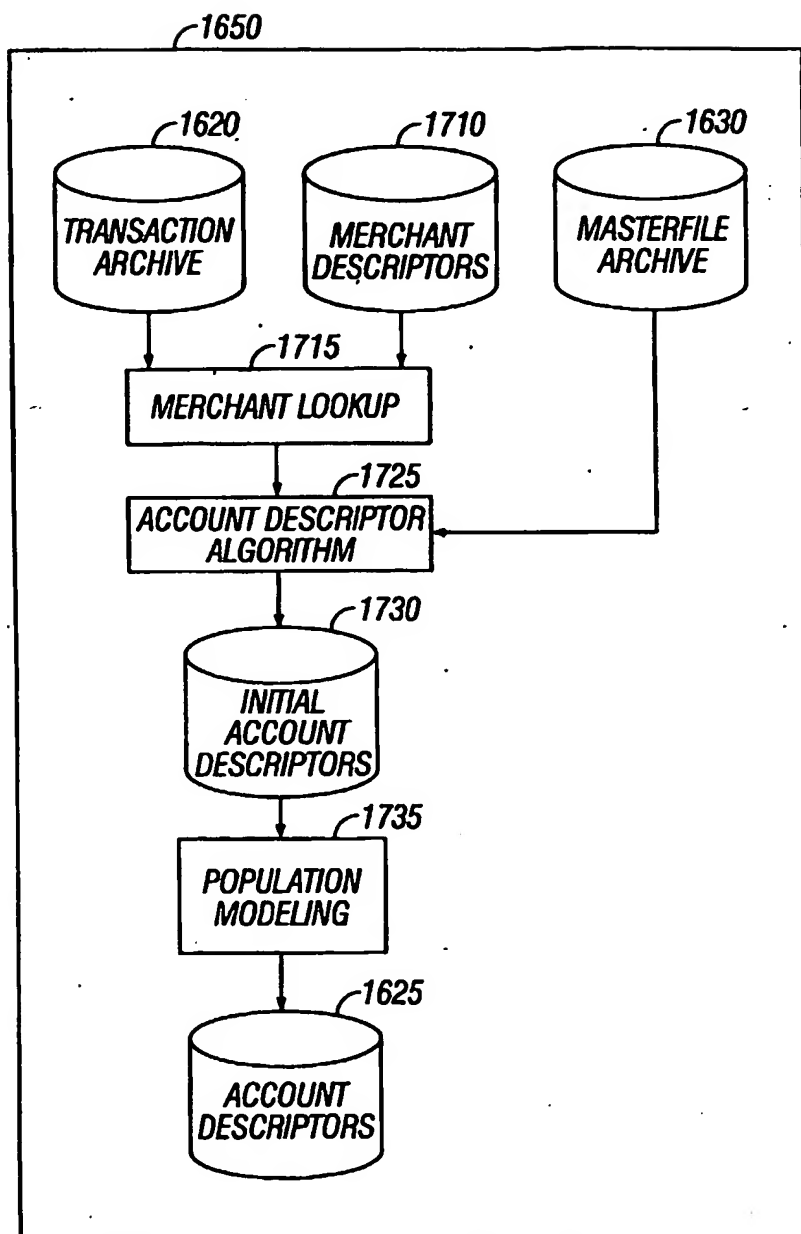 1650
1620
1710
1630
TRANSACTION
ARCHIVE
MERCHANT
DESCRIPTORS
MASTERFILE
ARCHIVE
1715
MERCHANT LOOKUP
1725
ACCOUNT DESCRIPTOR
ALGORITHM
1730
INITIAL
ACCOUNT
DESCRIPTORS
1735
POPULATION
MODELING
1625
ACCOUNT
DESCRIPTORS